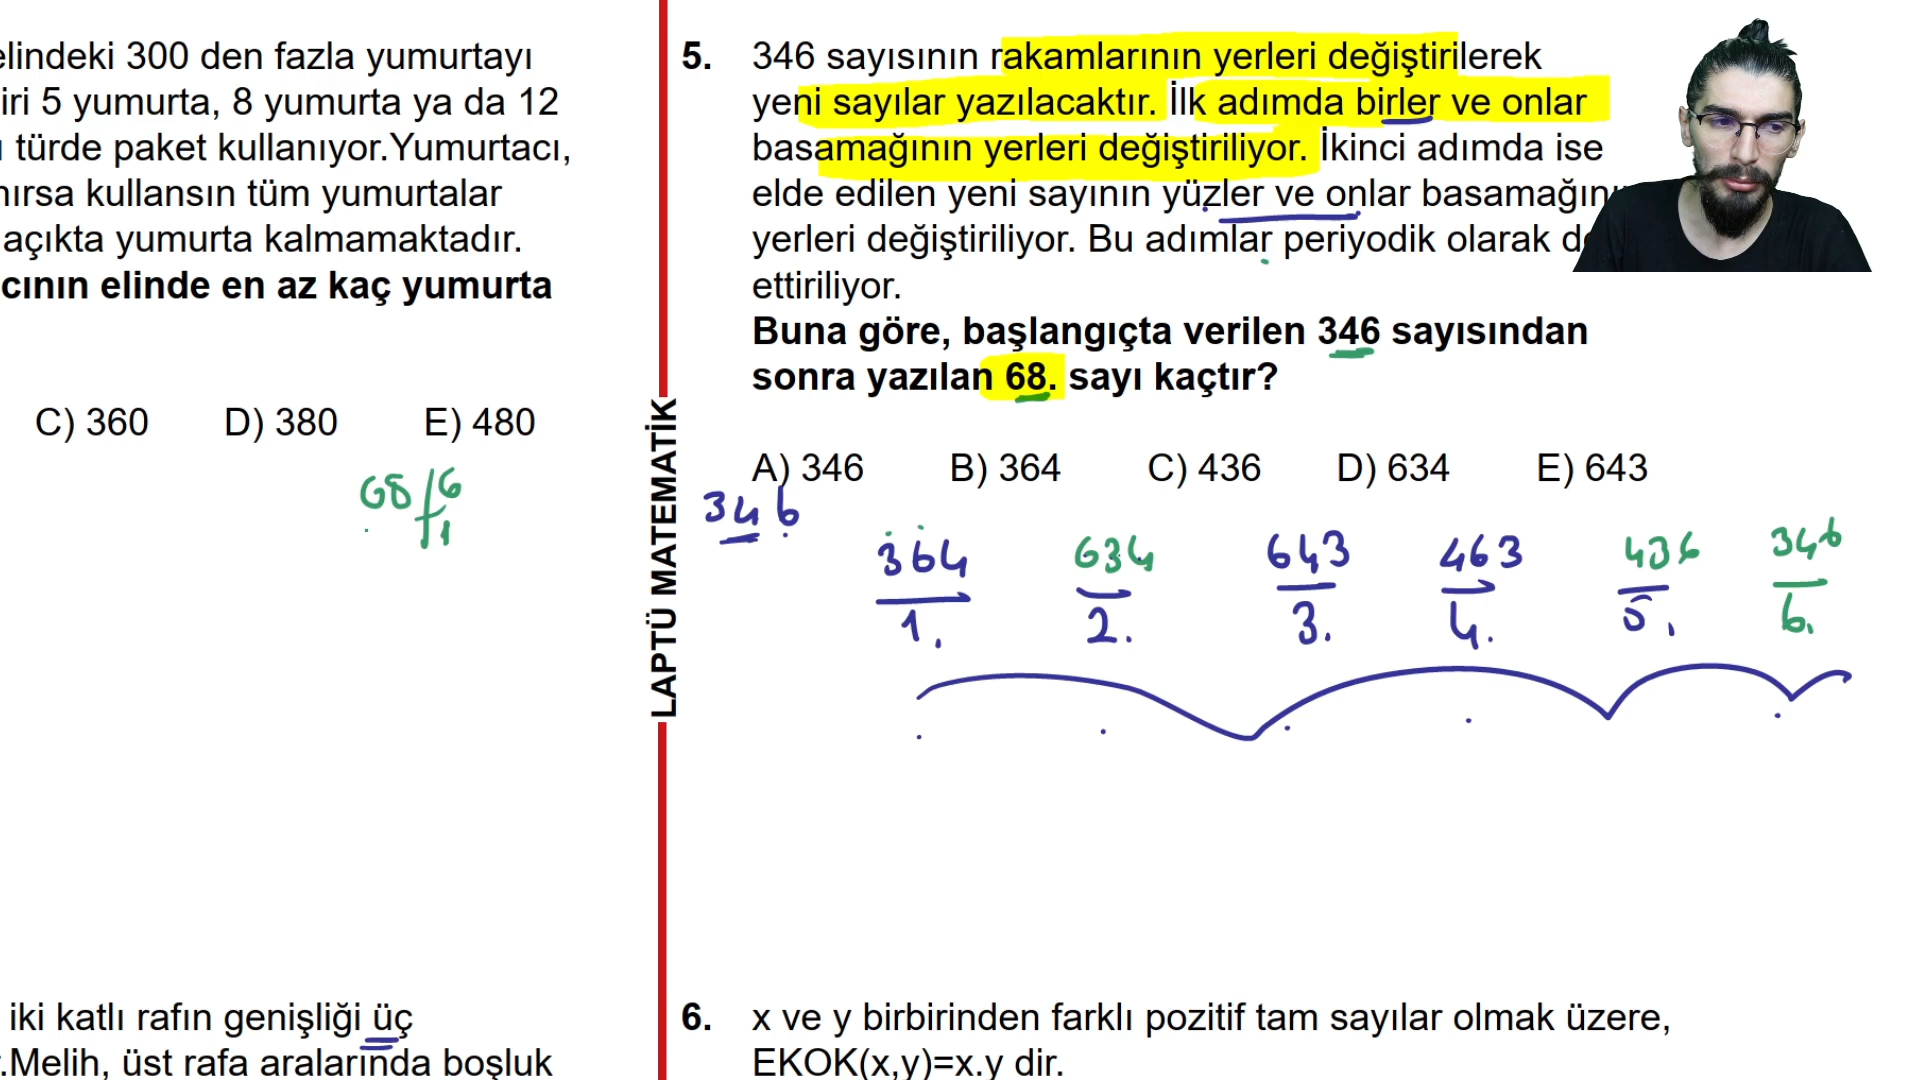 elindeki 300 den fazla yumurtayı
iri 5 yumurta, 8 yumurta ya da 12
türde paket kullanıyor.Yumurtacı,
kullansın tüm yumurtalar
açıkta yumurta kalmamaktadır.
cının elinde en az kaç yumurta
C) 360 D) 380 E) 480
68 6
1
LAPTÜ MATEMATİK
5. 346 sayısının rakamlarının yerleri değiştirilerek
yeni sayılar yazılacaktır. İlk adımda birler ve onlar
basamağının yerleri değiştiriliyor. İkinci adımda ise
elde edilen yeni sayının yüzler ve onlar
yerleri değiştiriliyor. Bu adımlar periyodik olarak
ettiriliyor.
Buna göre, başlangıçta verilen 346 sayısından
sonra yazılan 68. sayı kaçtır?
A) 346 B) 364 C) 436 D) 634 E) 643
346
364 634 643 463 436 346
1. 2. 3. 4. 5. 6.
iki katlı rafın genişliği üç
.Melih, üst rafa aralarında boşluk
6. x ve y birbirinden farklı pozitif tam sayılar olmak üzere,
EKOK(x,y)=x.y dir.